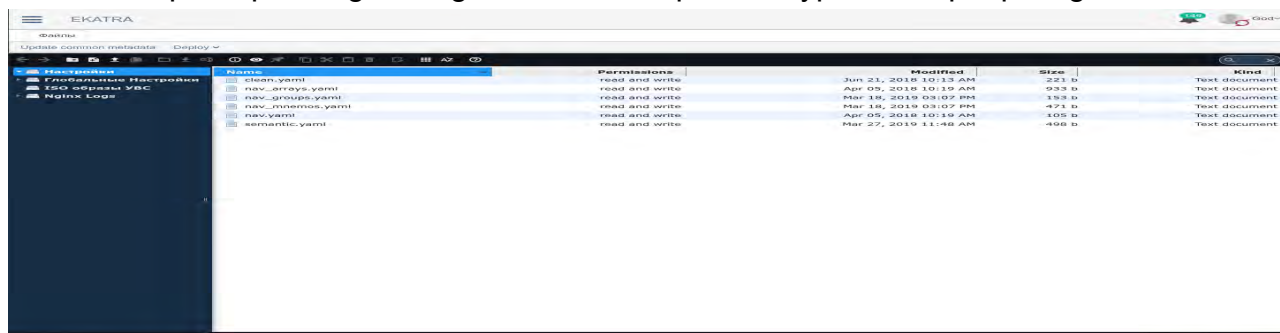 EKATRA
149
God
Файлы
Update common metadata Deploy
Настройки
Глобальные Настройки
ISO образы УВС
Nginx Logs
Name Permissions Modified Size Kind
clean.yaml read and write Jun 21, 2018 10:13 AM 221 b Text document
nav_arrays.yaml read and write Apr 05, 2018 10:19 AM 933 b Text document
nav_groups.yaml read and write Mar 18, 2019 03:07 PM 153 b Text document
nav_mnemos.yaml read and write Mar 18, 2019 03:07 PM 471 b Text document
nav.yaml read and write Apr 05, 2018 10:19 AM 105 b Text document
semantic.yaml read and write Mar 27, 2019 11:48 AM 498 b Text document